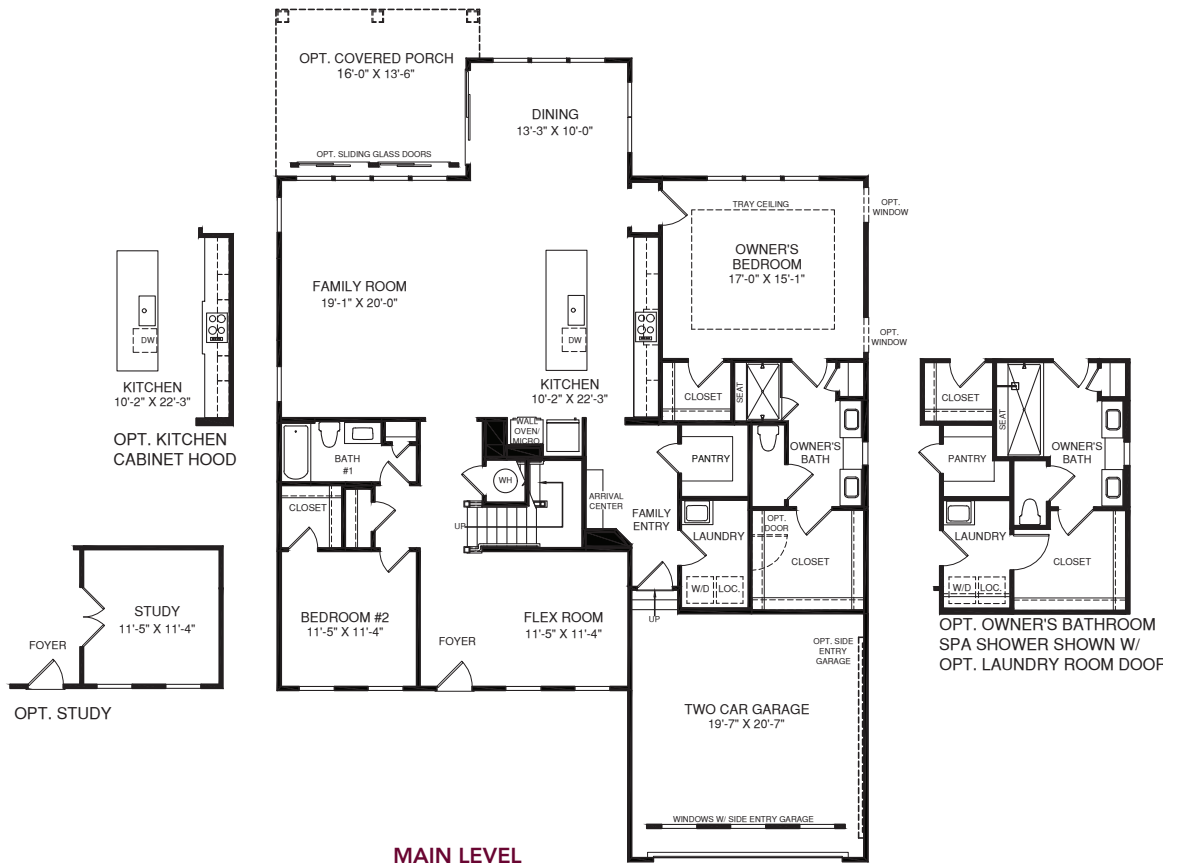 OPT. COVERED PORCH
16'-0" X 13'-6"
OPT. SLIDING GLASS DOORS
DINING
13'-3" X 10'-0"
TRAY CEILING
OPT.
WINDOW
OWNER'S
BEDROOM
17'-0" X 15'-1"
OPT.
WINDOW
FAMILY ROOM
19'-1" X 20'-0"
DW
KITCHEN
10'-2" X 22'-3"
OPT. KITCHEN
CABINET HOOD
DW
KITCHEN
10'-2" X 22'-3"
WALL
OVEN/
MICRO
CLOSET
SEAT
OWNER'S
BATH
PANTRY
BATH
#1
CLOSET
WH
UP
ARRIVAL
CENTER
FAMILY
ENTRY
LAUNDRY
W/D
LOC.
OPT.
DOOR
CLOSET
UP
BEDROOM #2
11'-5" X 11'-4"
FOYER
FLEX ROOM
11'-5" X 11'-4"
STUDY
11'-5" X 11'-4"
FOYER
OPT. STUDY
CLOSET
SEAT
OWNER'S
BATH
PANTRY
LAUNDRY
W/D
LOC.
CLOSET
OPT. OWNER'S BATHROOM
SPA SHOWER SHOWN W/
OPT. LAUNDRY ROOM DOOR
OPT. SIDE
ENTRY
GARAGE
TWO CAR GARAGE
19'-7" X 20'-7"
WINDOWS W/ SIDE ENTRY GARAGE
MAIN LEVEL